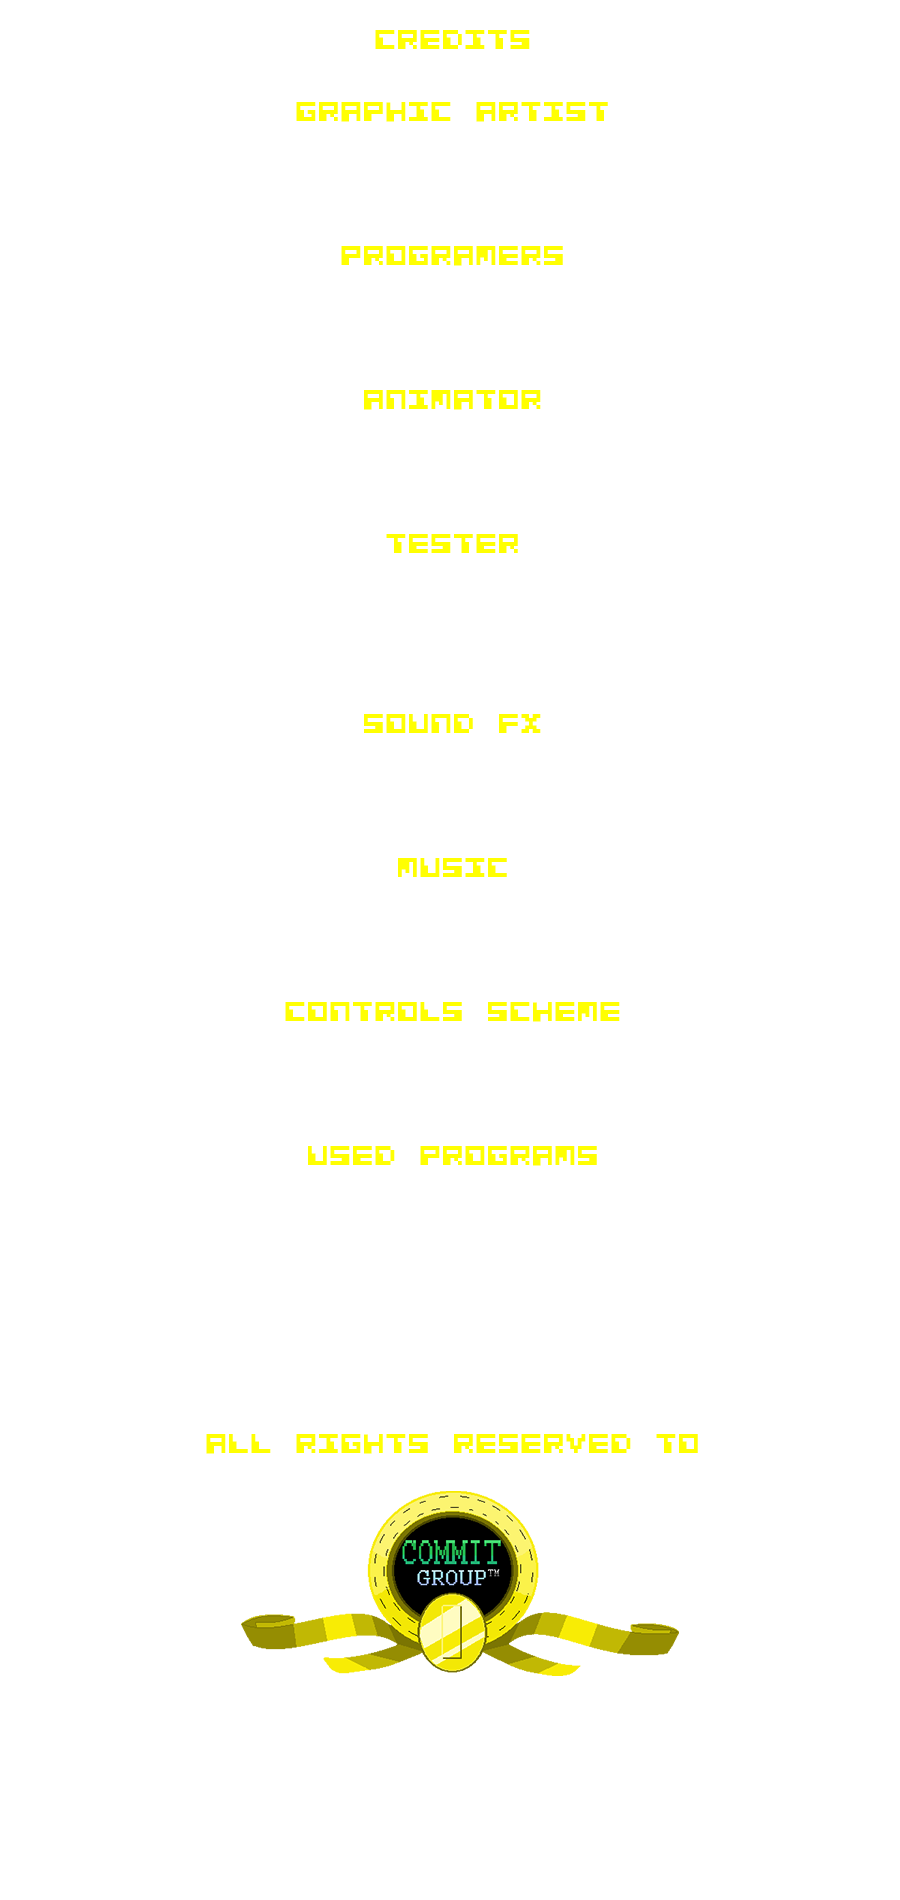 CREDITS
GRAPHIC ARTIST
PROGRAMERS
ANIMATOR
TESTER
SOUND FX
MUSIC
CONTROLS SCHEME
USED PROGRAMS
ALL RIGHTS RESERVED TO
COMMIT
GROUP™